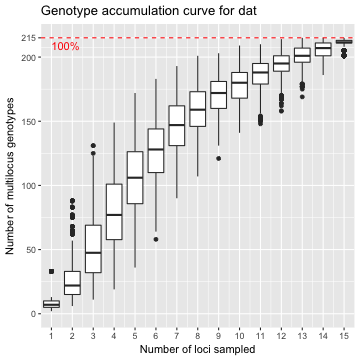 Genotype accumulation curve for dat
215
100%
200
150
100
50
0
Number of multilocus genotypes
1 2 3 4 5 6 7 8 9 10 11 12 13 14 15
Number of loci sampled